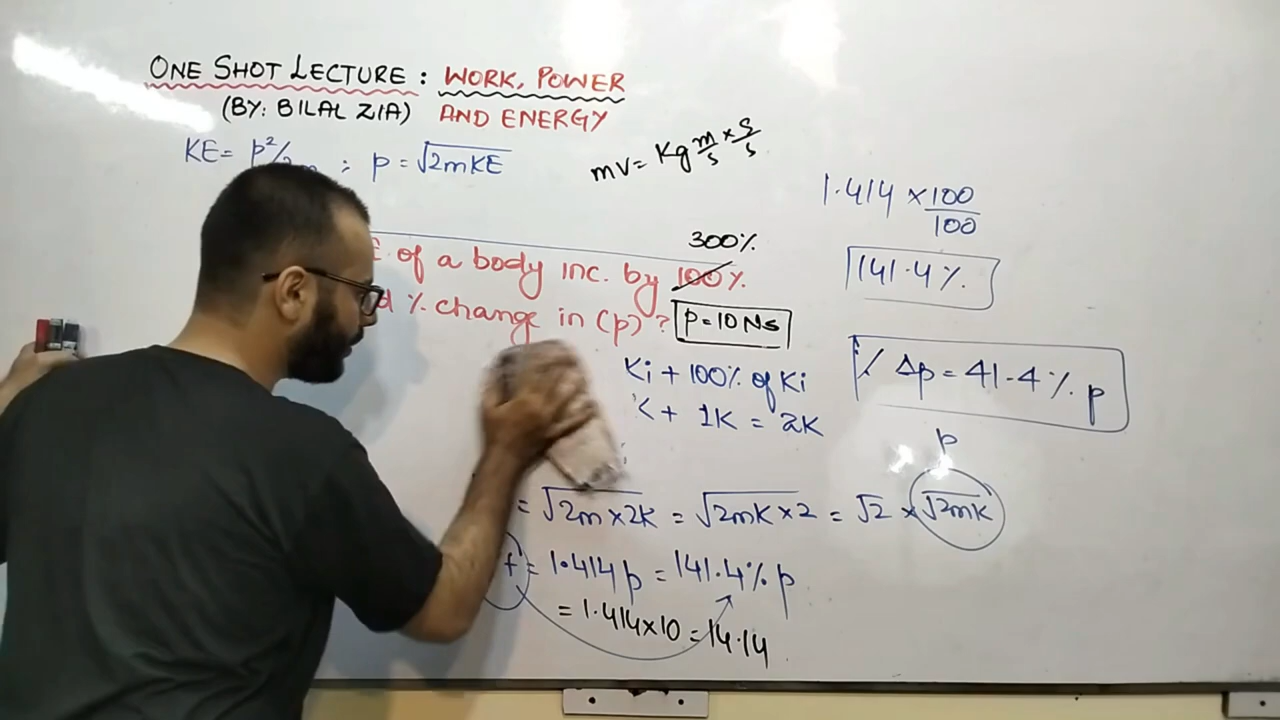 ONE SHOT LECTURE : WORK, POWER
(BY: BILAL ZIA) AND ENERGY
KE= p²/ ; p = √2mKE
mv= Kg m/s × s/s
1.414 × 100/100
141.4%
300%
of a body inc. by 100%
% change in (p) ? p = 10 Ns
Ki + 100% of Ki
K + 1K = 2K
% Δp = 41.4% p
p
= √2m×2K = √2mK×2 = √2 × √2mK
f = 1.414 p = 141.4% p
= 1.414×10 = 14.14